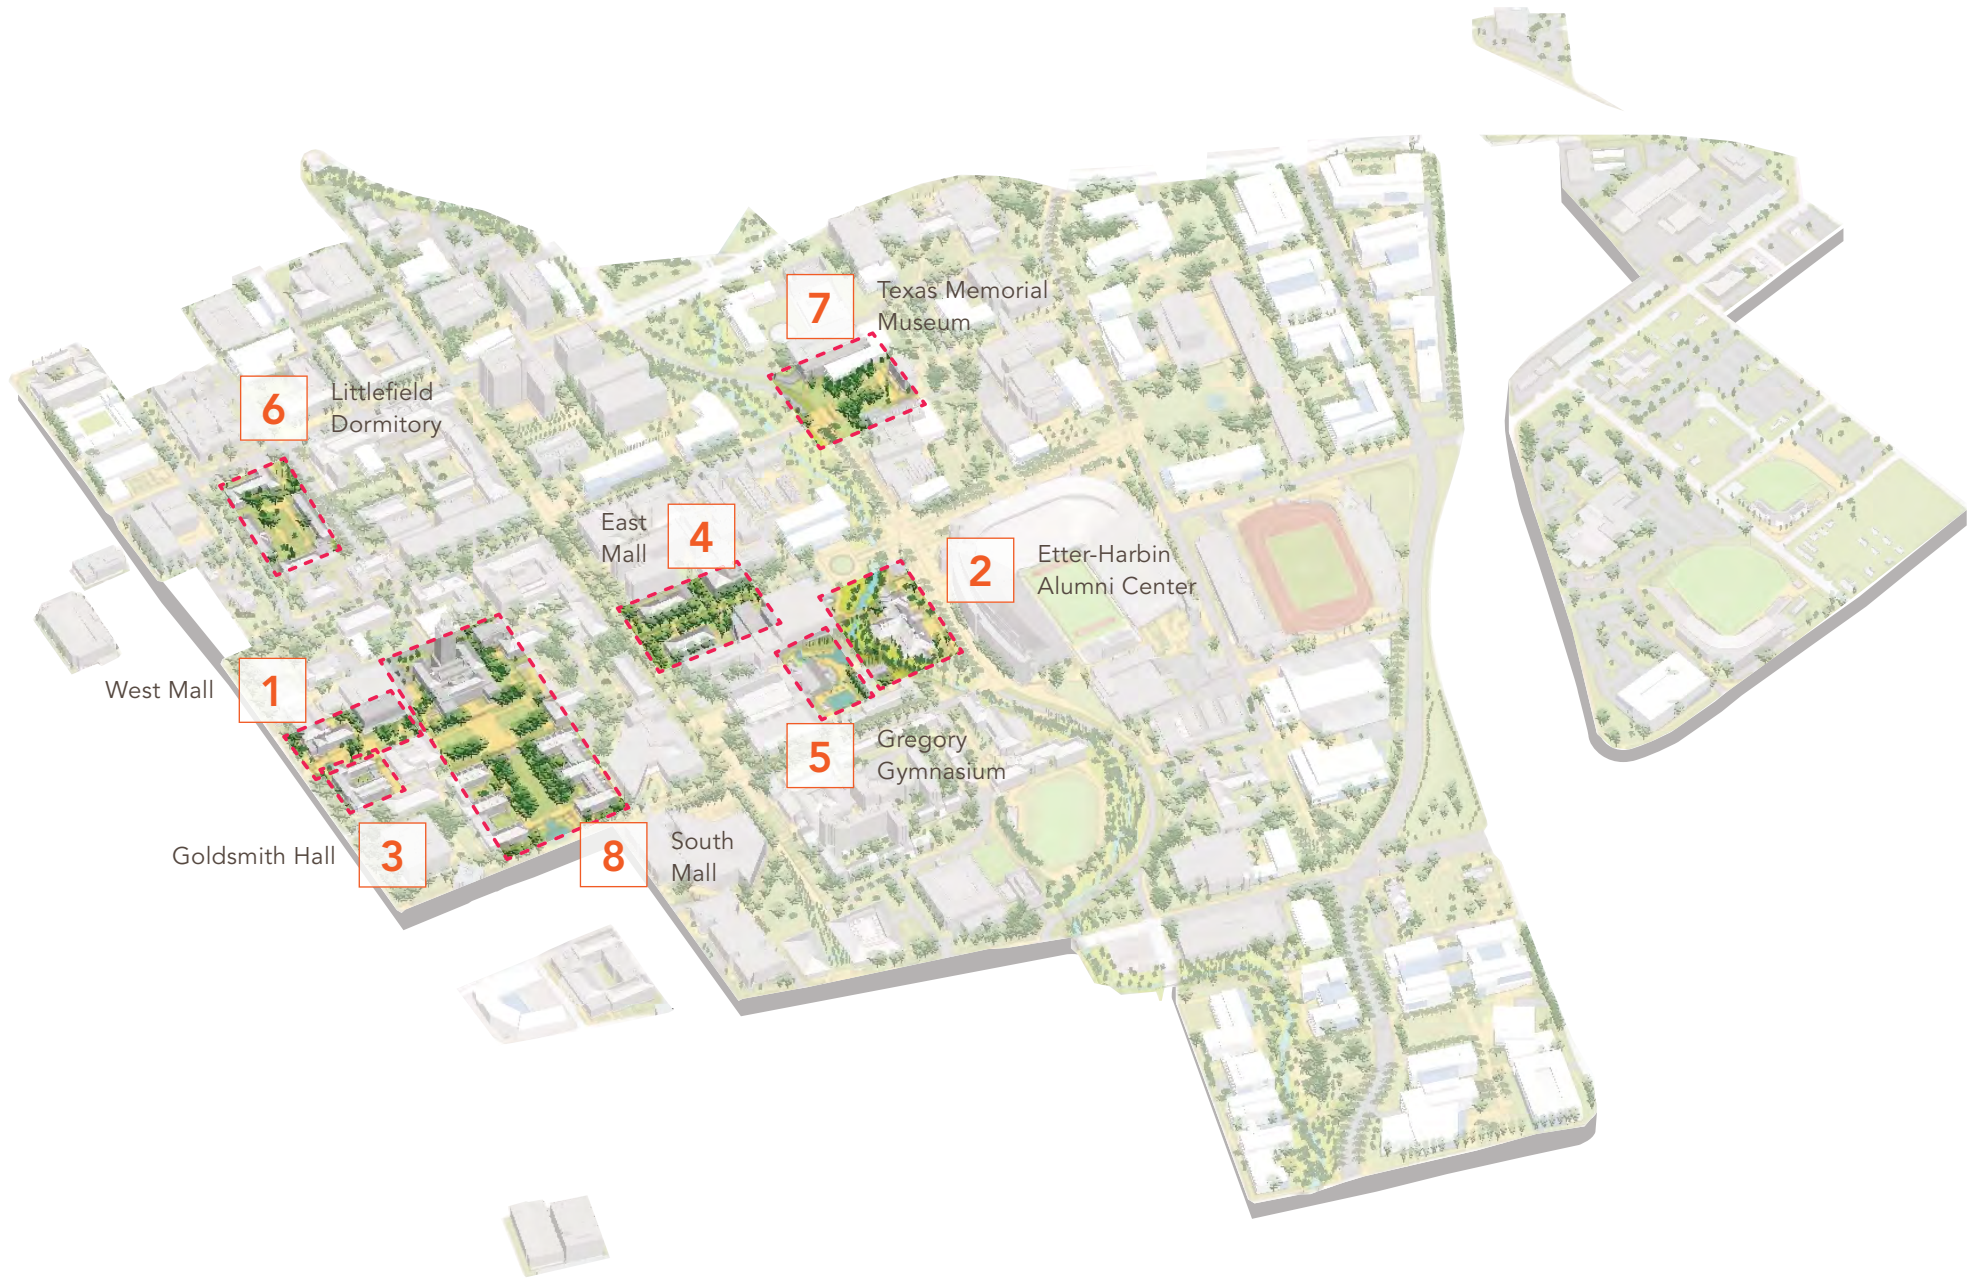 7
Texas Memorial
Museum
6
Littlefield
Dormitory
East
Mall
4
2
Etter-Harbin
Alumni Center
West Mall
1
5
Gregory
Gymnasium
Goldsmith Hall
3
8
South
Mall